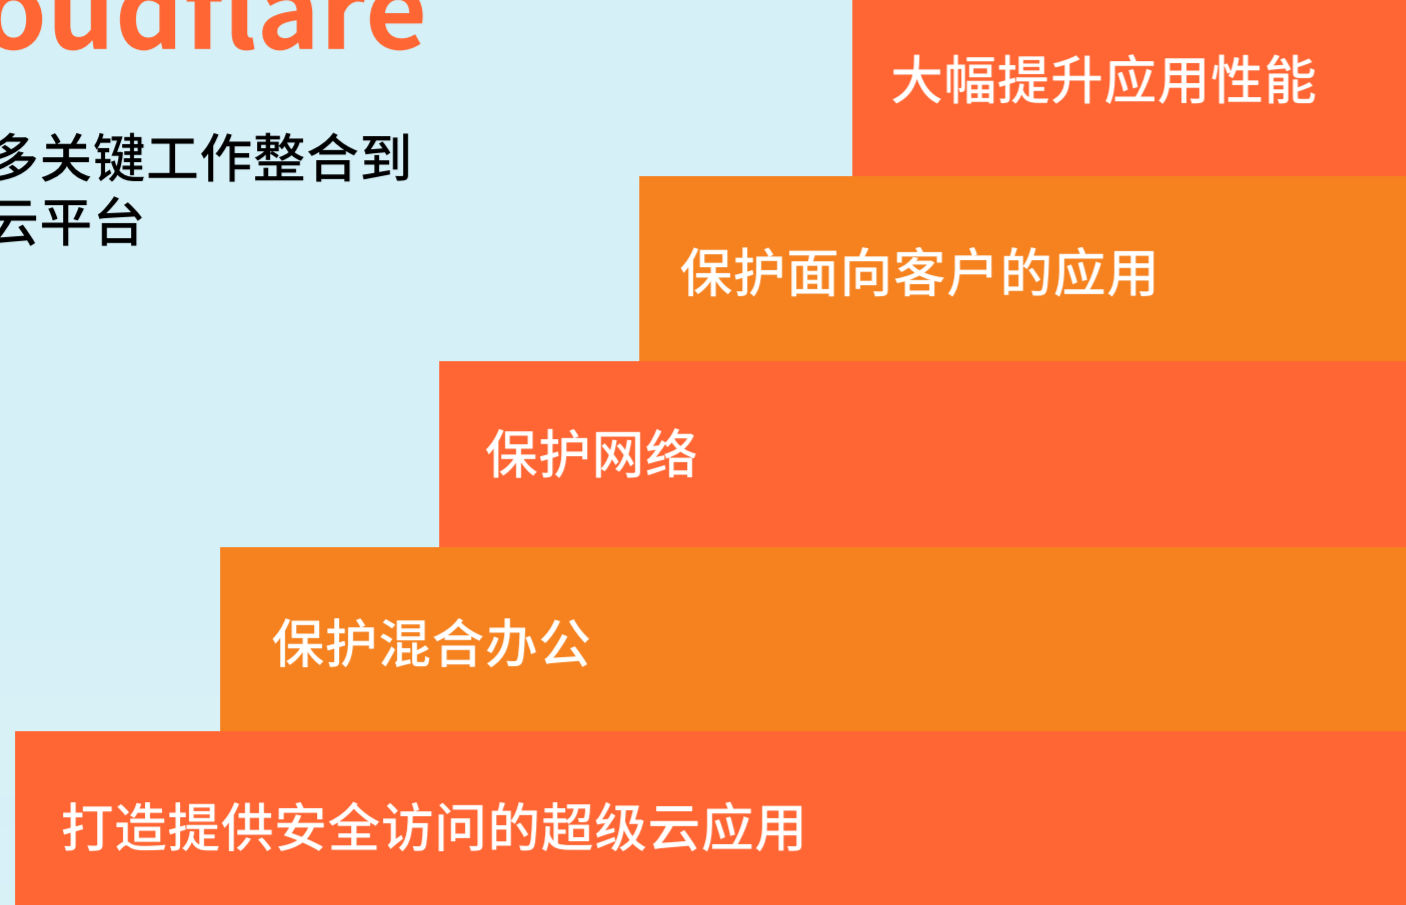 oudflare
多关键工作整合到
云平台
大幅提升应用性能
保护面向客户的应用
保护网络
保护混合办公
打造提供安全访问的超级云应用